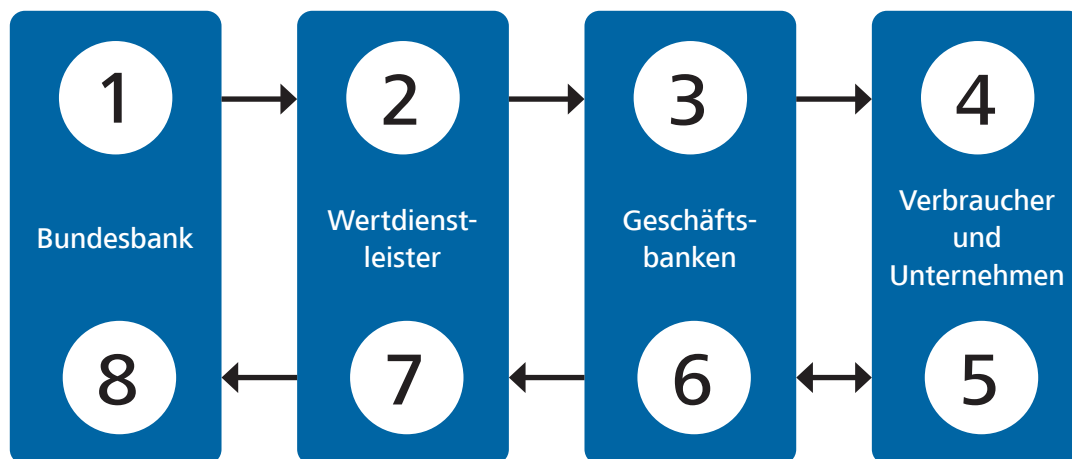 1
2
3
4
Bundesbank
Wertdienst-
leister
Geschäfts-
banken
Verbraucher
und
Unternehmen
8
7
6
5